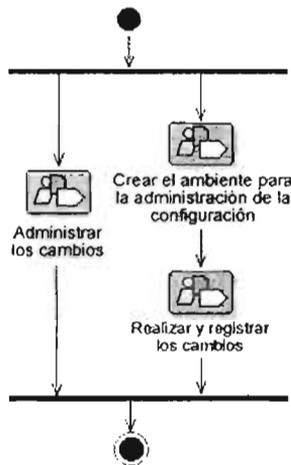 Administrar
los cambios
Crear el ambiente para
la administración de la
configuración
Realizar y registrar
los cambios